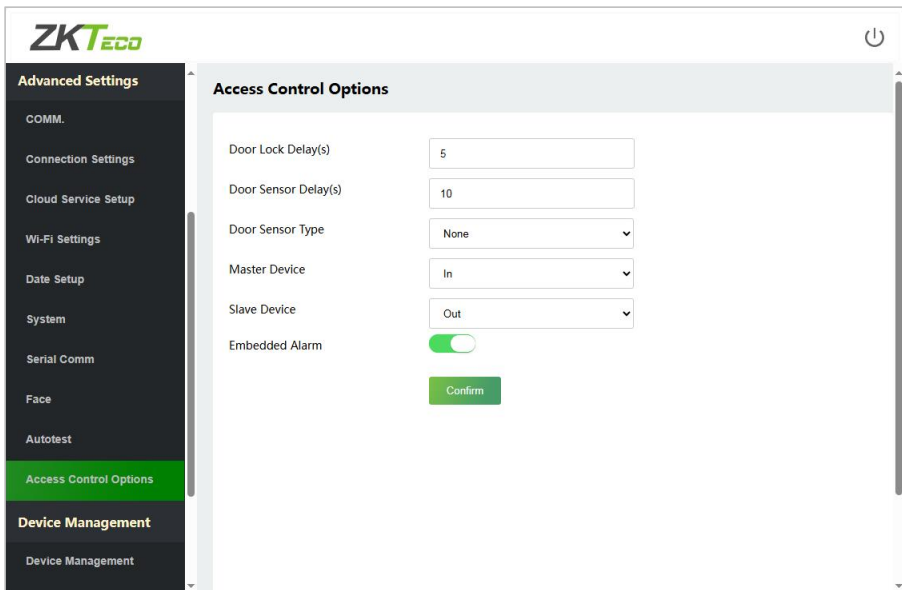 ZKTECO
Advanced Settings
COMM.
Connection Settings
Cloud Service Setup
Wi-Fi Settings
Date Setup
System
Serial Comm
Face
Autotest
Access Control Options
Device Management
Device Management
Access Control Options
Door Lock Delay(s)
5
Door Sensor Delay(s)
10
Door Sensor Type
None
Master Device
In
Slave Device
Out
Embedded Alarm
Confirm